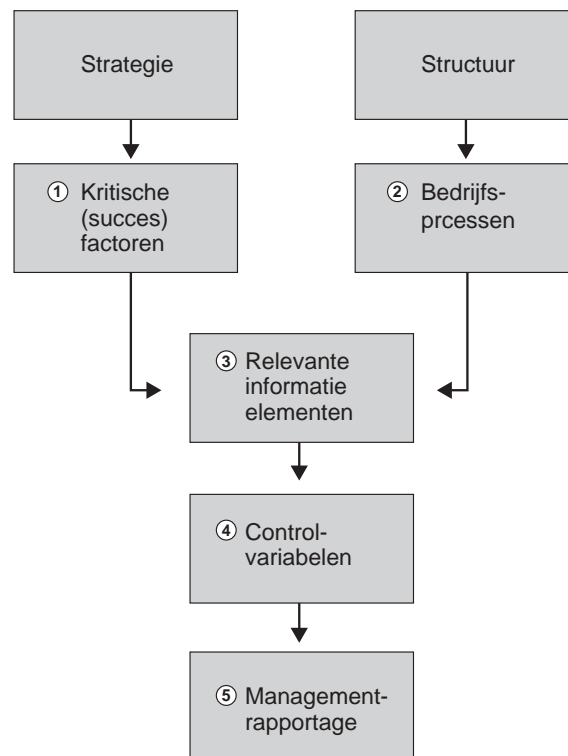 Strategie
Structuur
1 Kritische
(succes)
factoren
2 Bedrijfs-
prcessen
3 Relevante
informatie
elementen
4 Control-
variabelen
5 Management-
rapportage